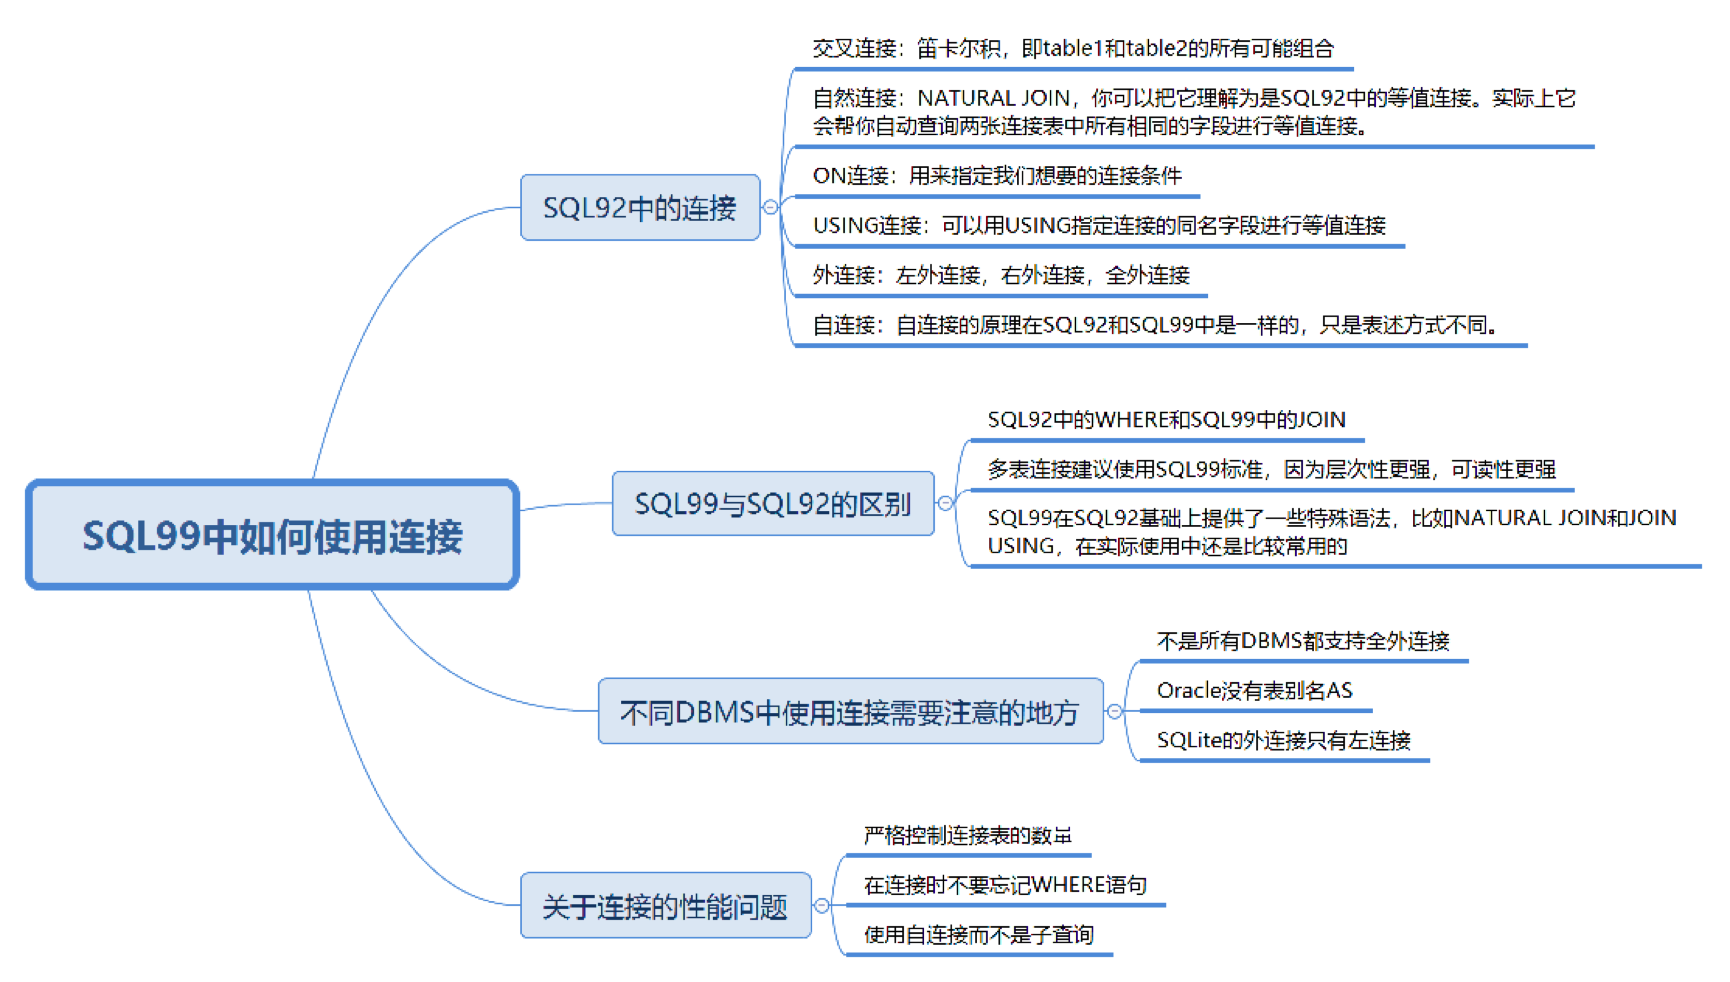 交叉连接：笛卡尔积，即table1和table2的所有可能组合
自然连接：NATURAL JOIN，你可以把它理解为是SQL92中的等值连接。实际上它
会帮你自动查询两张连接表中所有相同的字段进行等值连接。
ON连接：用来指定我们想要的连接条件
SQL92中的连接
USING连接：可以用USING指定连接的同名字段进行等值连接
外连接：左外连接，右外连接，全外连接
自连接：自连接的原理在SQL92和SQL99中是一样的，只是表述方式不同。
SQL92中的WHERE和SQL99中的JOIN
多表连接建议使用SQL99标准，因为层次性更强，可读性更强
SQL99与SQL92的区别
SQL99在SQL92基础上提供了一些特殊语法，比如NATURAL JOIN和JOIN
USING，在实际使用中还是比较常用的
SQL99中如何使用连接
不是所有DBMS都支持全外连接
Oracle没有表别名AS
不同DBMS中使用连接需要注意的地方
SQLite的外连接只有左连接
严格控制连接表的数量
在连接时不要忘记WHERE语句
关于连接的性能问题
使用自连接而不是子查询